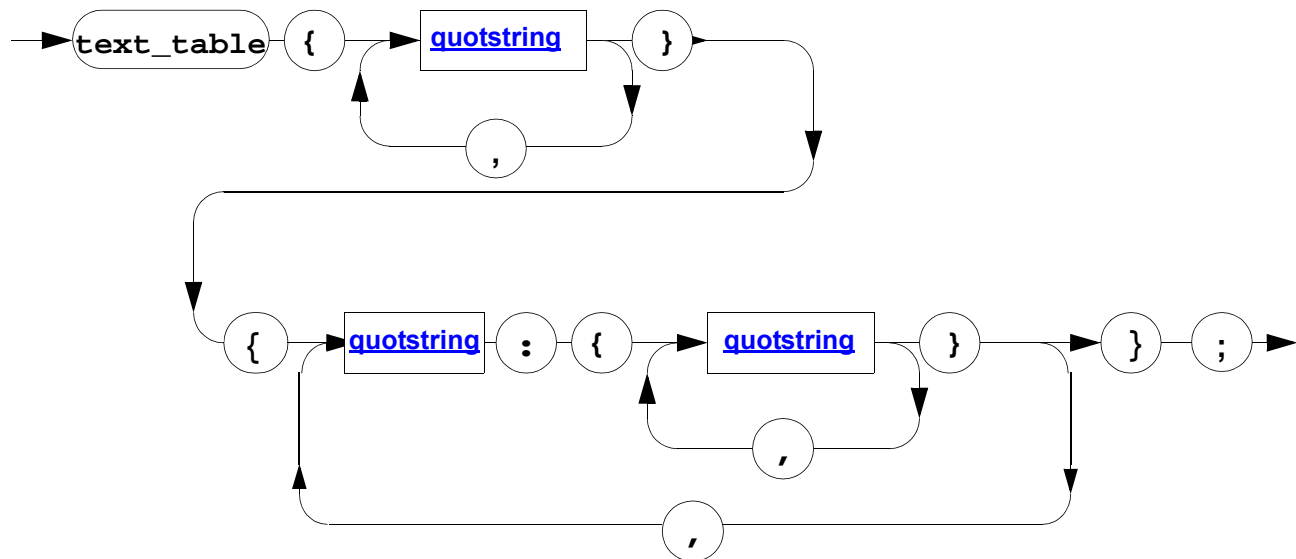 text_table { quotstring }
,
{ quotstring : { quotstring } } ;
,
,